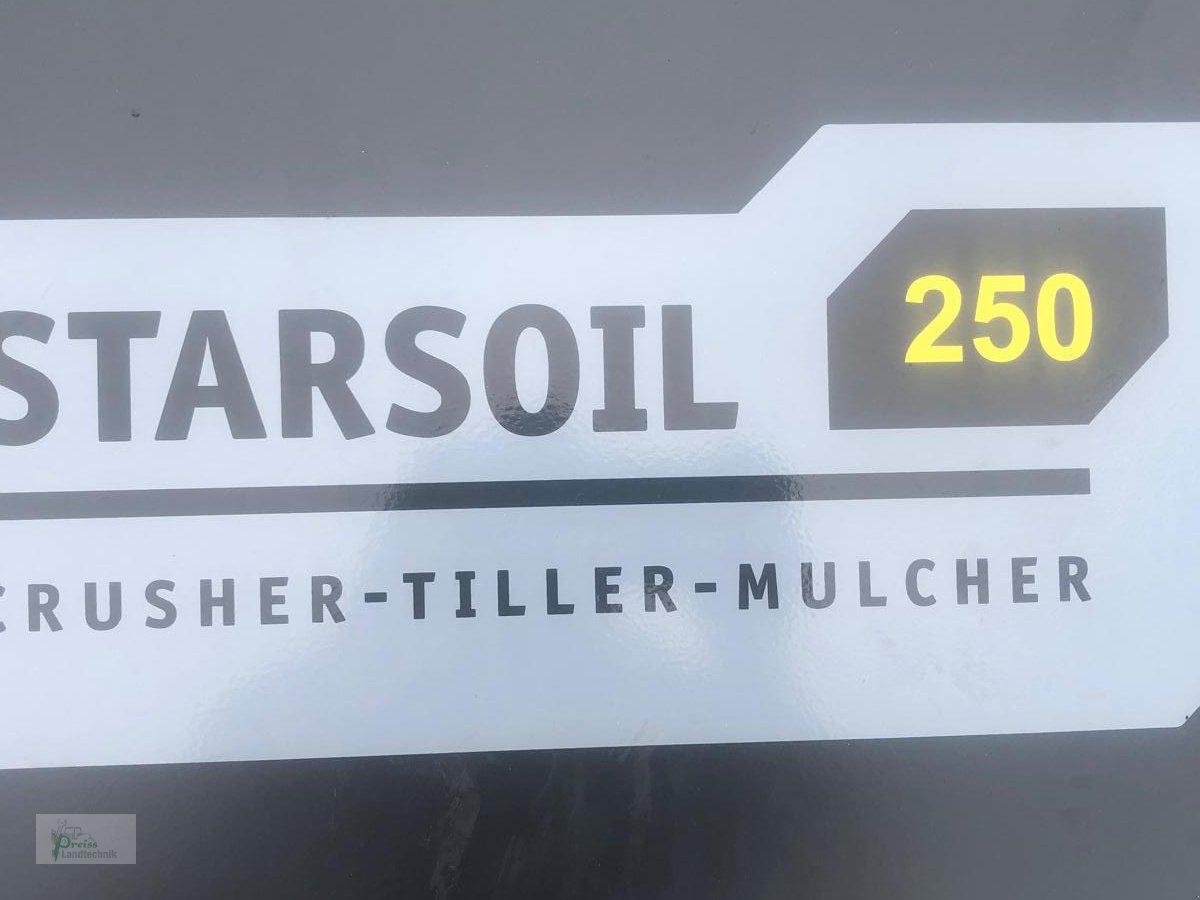 STARSOIL 250
CRUSHER-TILLER-MULCHER
Preiss
Landtechnik